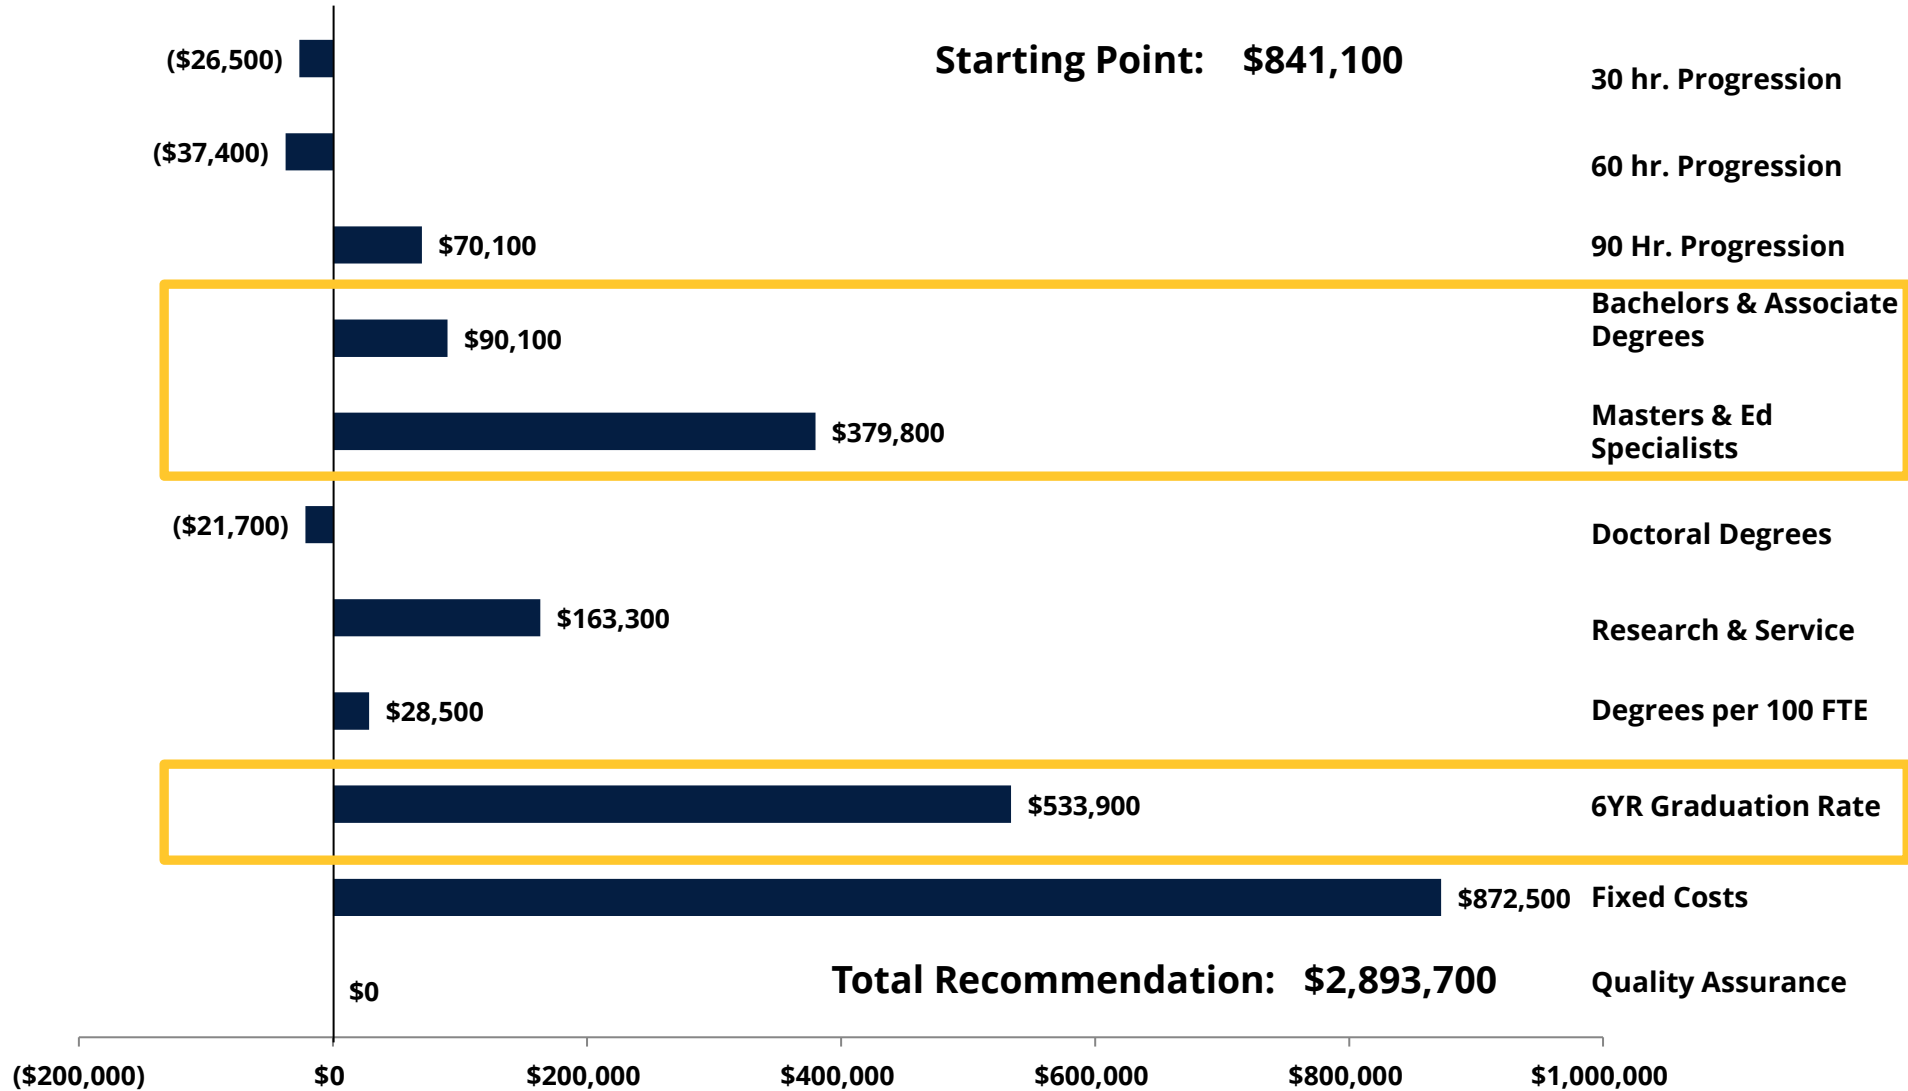 ($26,500)
Starting Point: $841,100
30 hr. Progression
($37,400)
60 hr. Progression
$70,100
90 Hr. Progression
Bachelors & Associate
Degrees
$90,100
Masters & Ed
Specialists
$379,800
($21,700)
Doctoral Degrees
$163,300
Research & Service
$28,500
Degrees per 100 FTE
$533,900
6YR Graduation Rate
$872,500
Fixed Costs
$0
Total Recommendation: $2,893,700
Quality Assurance
($200,000) $0 $200,000 $400,000 $600,000 $800,000 $1,000,000